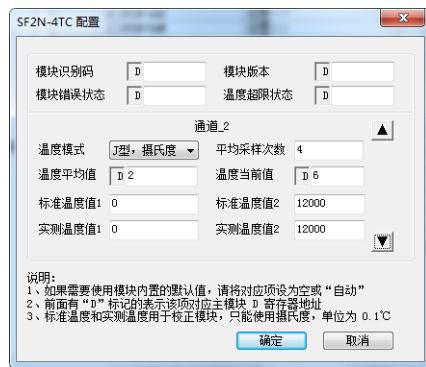 SF2N-4TC 配置
模块识别码 D 模块版本 D
模块错误状态 D 温度超限状态 D
通道_2
温度模式 J型，摄氏度 平均采样次数 4
温度平均值 D 2 温度当前值 D 6
标准温度值1 0 标准温度值2 12000
实测温度值1 0 实测温度值2 12000
说明:
1、如果需要使用模块内置的默认值，请将对应项设为空或“自动”
2、前面有“D”标记的表示该项对应主模块 D 寄存器地址
3、标准温度和实测温度用于校正模块，只能使用摄氏度，单位为 0.1℃
确定 取消